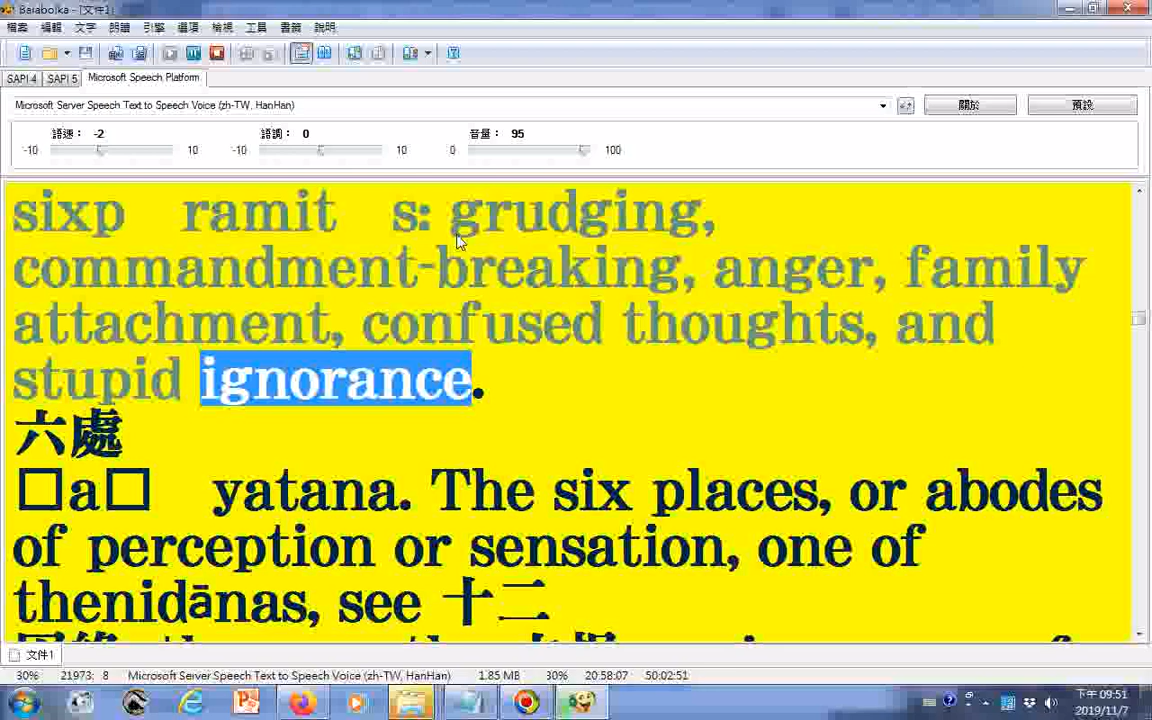 Balabolka - [文件1]
檔案 編輯 文字 朗讀 引擎 選項 檢視 工具 書籤 說明
SAPI 4 SAPI 5 Microsoft Speech Platform
Microsoft Server Speech Text to Speech Voice (zh-TW, HanHan) 關於 預設
語速： -2 語調： 0 音量： 95
-10 10 -10 10 0 100
sixp ramit s: grudging,
commandment-breaking, anger, family
attachment, confused thoughts, and
stupid ignorance.
六處
□a□ yatana. The six places, or abodes
of perception or sensation, one of
thenidānas, see 十二
文件1
30% 21973: 8 Microsoft Server Speech Text to Speech Voice (zh-TW, HanHan) 1.85 MB 30% 20:58:07 50:02:51
下午 09:51
2019/11/7